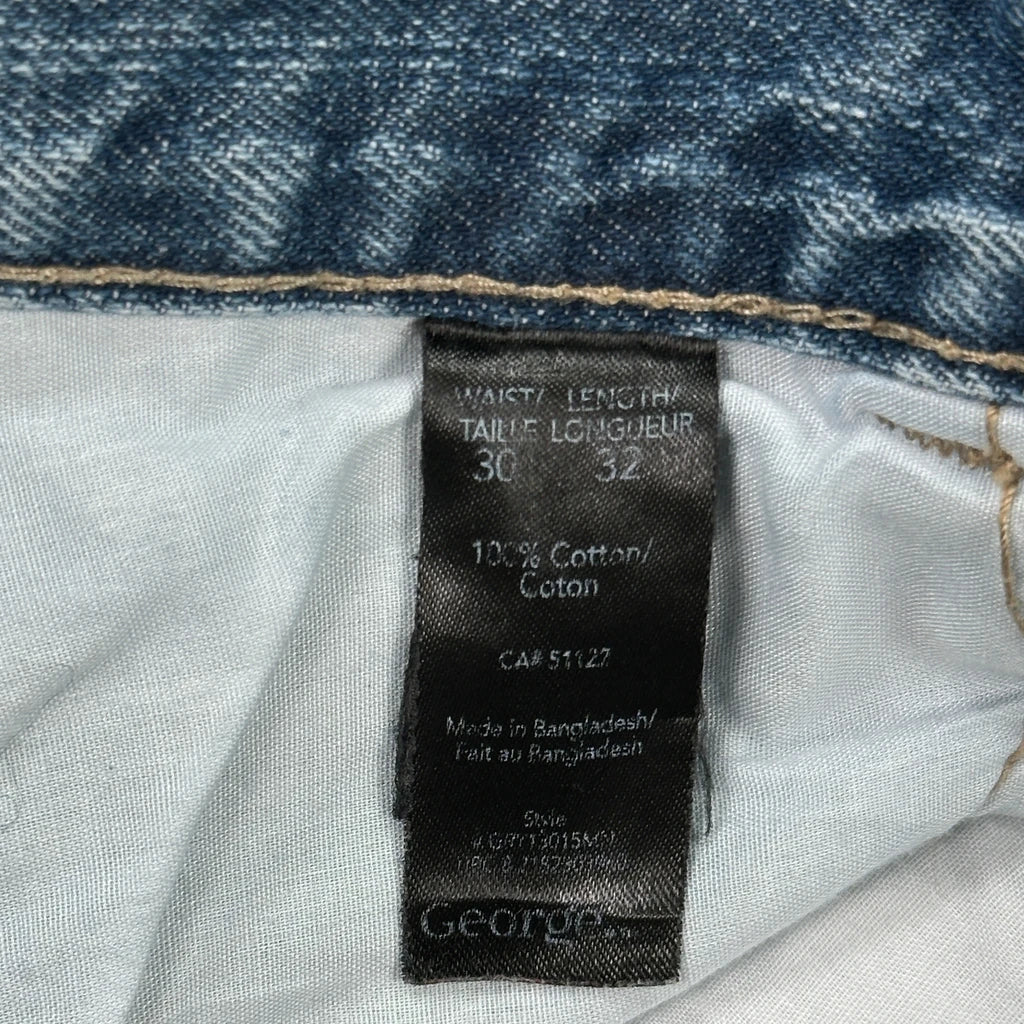 WAIST/ LENGTH/
TAILLE LONGUEUR
30 32
100% Cotton/
Coton
CA# 51127
Made in Bangladesh/
Fait au Bangladesh
Style
George